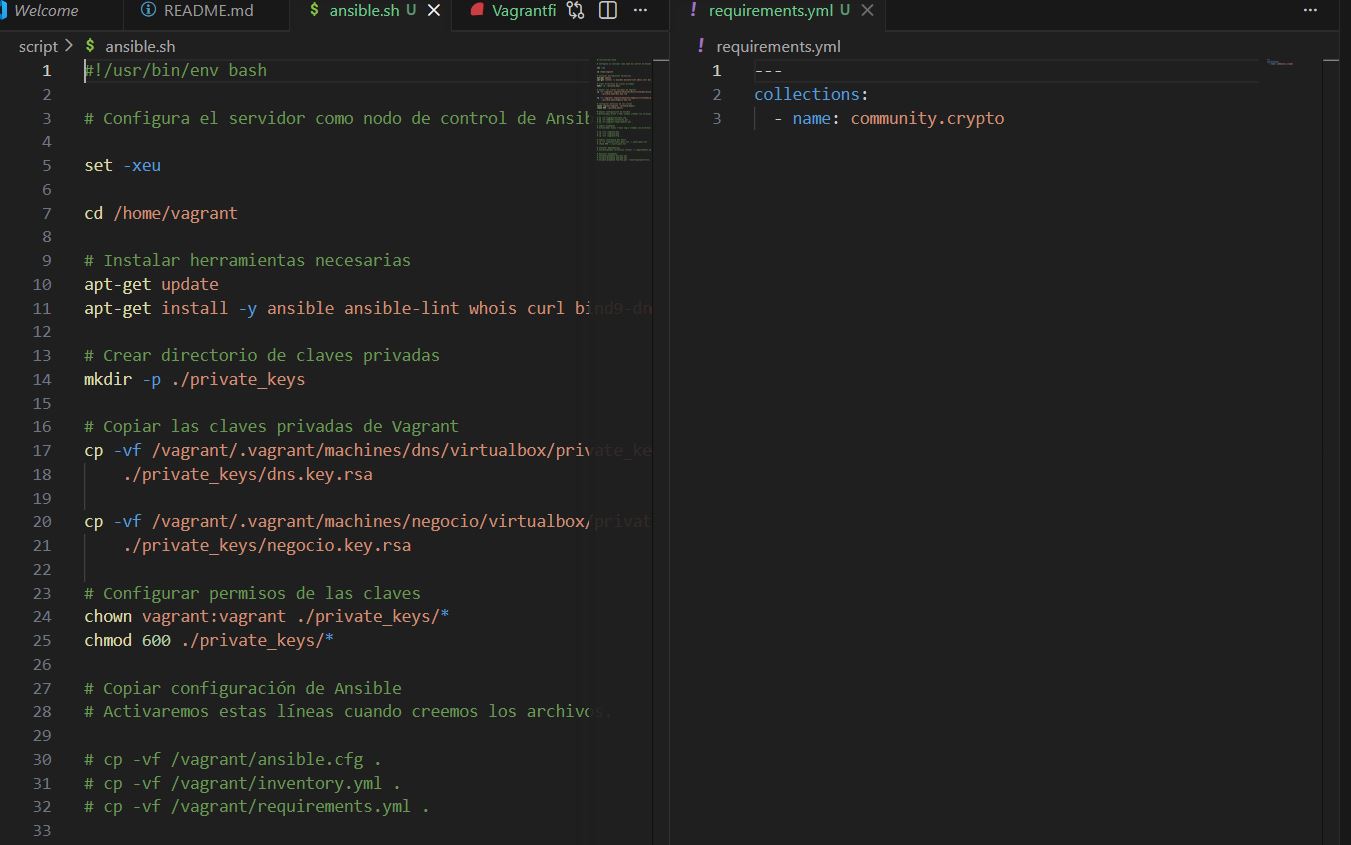 Welcome
README.md
$ ansible.sh U
Vagrantfi
! requirements.yml U
script > $ ansible.sh
1 #!/usr/bin/env bash
2
3 # Configura el servidor como nodo de control de Ansib
4
5 set -xeu
6
7 cd /home/vagrant
8
9 # Instalar herramientas necesarias
10 apt-get update
11 apt-get install -y ansible ansible-lint whois curl bind9-dn
12
13 # Crear directorio de claves privadas
14 mkdir -p ./private_keys
15
16 # Copiar las claves privadas de Vagrant
17 cp -vf /vagrant/.vagrant/machines/dns/virtualbox/private_ke
18 ./private_keys/dns.key.rsa
19
20 cp -vf /vagrant/.vagrant/machines/negocio/virtualbox/privat
21 ./private_keys/negocio.key.rsa
22
23 # Configurar permisos de las claves
24 chown vagrant:vagrant ./private_keys/*
25 chmod 600 ./private_keys/*
26
27 # Copiar configuración de Ansible
28 # Activaremos estas líneas cuando creemos los archivos.
29
30 # cp -vf /vagrant/ansible.cfg .
31 # cp -vf /vagrant/inventory.yml .
32 # cp -vf /vagrant/requirements.yml .
33
! requirements.yml
1 ---
2 collections:
3 - name: community.crypto